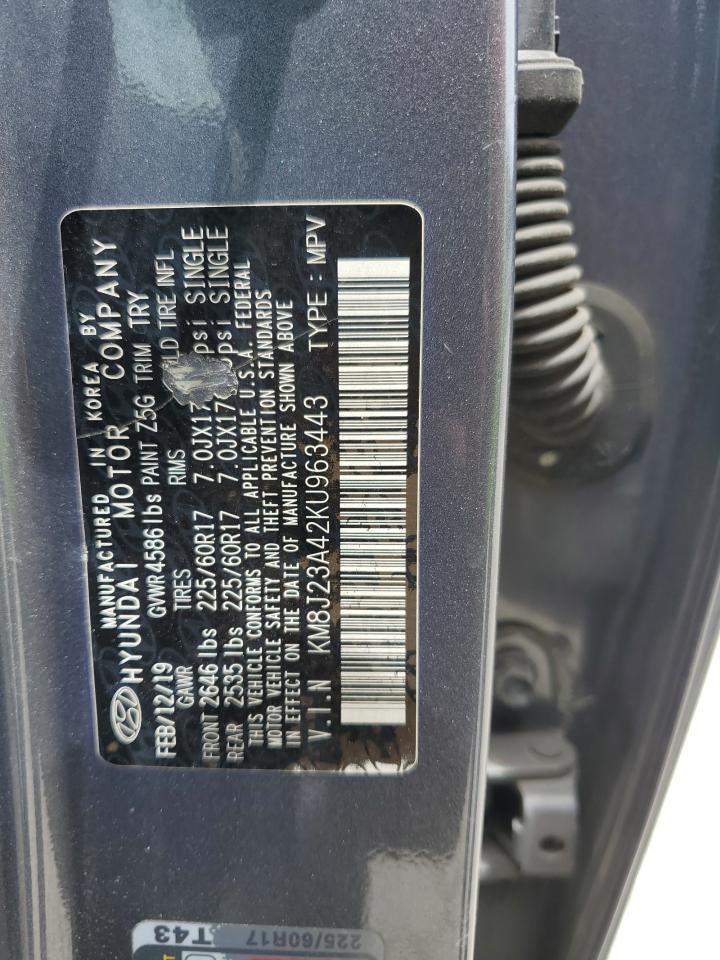 MANUFACTURED IN KOREA BY
HYUNDAI MOTOR COMPANY
FEB/12/19 GVWR 4586 lbs PAINT Z5G TRIM TRY
GAWR TIRES RIMS TIRE INFL
FRONT 2646 lbs 225/60R17 7.0JX17 psi SINGLE
REAR 2535 lbs 225/60R17 7.0JX17 psi SINGLE
THIS VEHICLE CONFORMS TO ALL APPLICABLE U.S.A. FEDERAL
MOTOR VEHICLE SAFETY AND THEFT PREVENTION STANDARDS
IN EFFECT ON THE DATE OF MANUFACTURE SHOWN ABOVE
V.I.N KM8J23A42KU963443 TYPE : MPV
225/60R17
T43